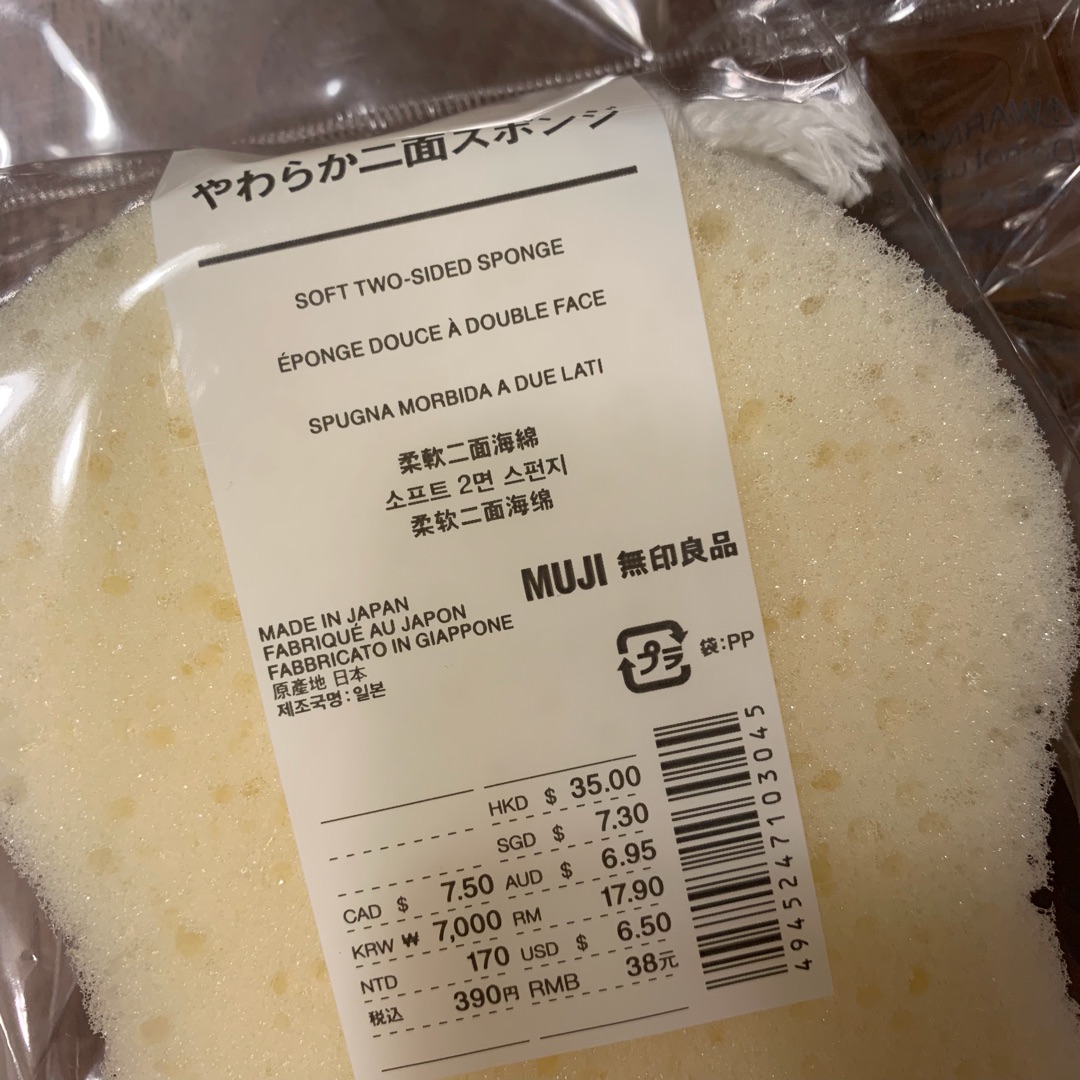 やわらか二面スポンジ
SOFT TWO-SIDED SPONGE
ÉPONGE DOUCE À DOUBLE FACE
SPUGNA MORBIDA A DUE LATI
柔軟二面海綿
소프트 2면 스펀지
柔软二面海绵
MUJI 無印良品
MADE IN JAPAN
FABRIQUÉ AU JAPON
FABBRICATO IN GIAPPONE
原產地 日本
제조국명 : 일본
プラ 袋:PP
HKD $ 35.00
SGD $ 7.30
CAD $ 7.50 AUD $ 6.95
KRW ₩ 7,000 RM 17.90
NTD 170 USD $ 6.50
税込 390円 RMB 38元
4945247103045